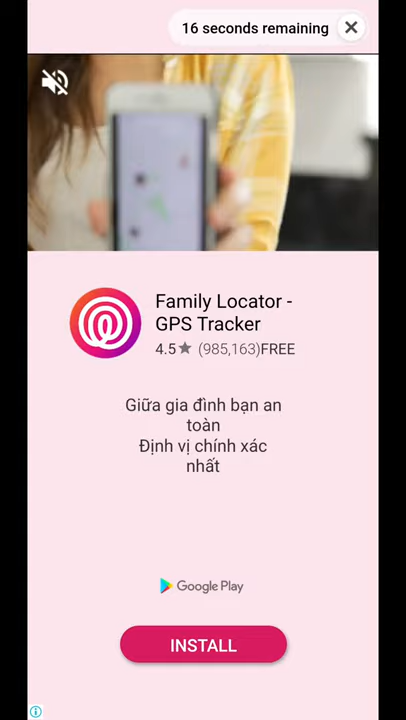 16 seconds remaining
Family Locator -
GPS Tracker
4.5★ (985,163)FREE
Giữa gia đình bạn an
toàn
Định vị chính xác
nhất
Google Play
INSTALL